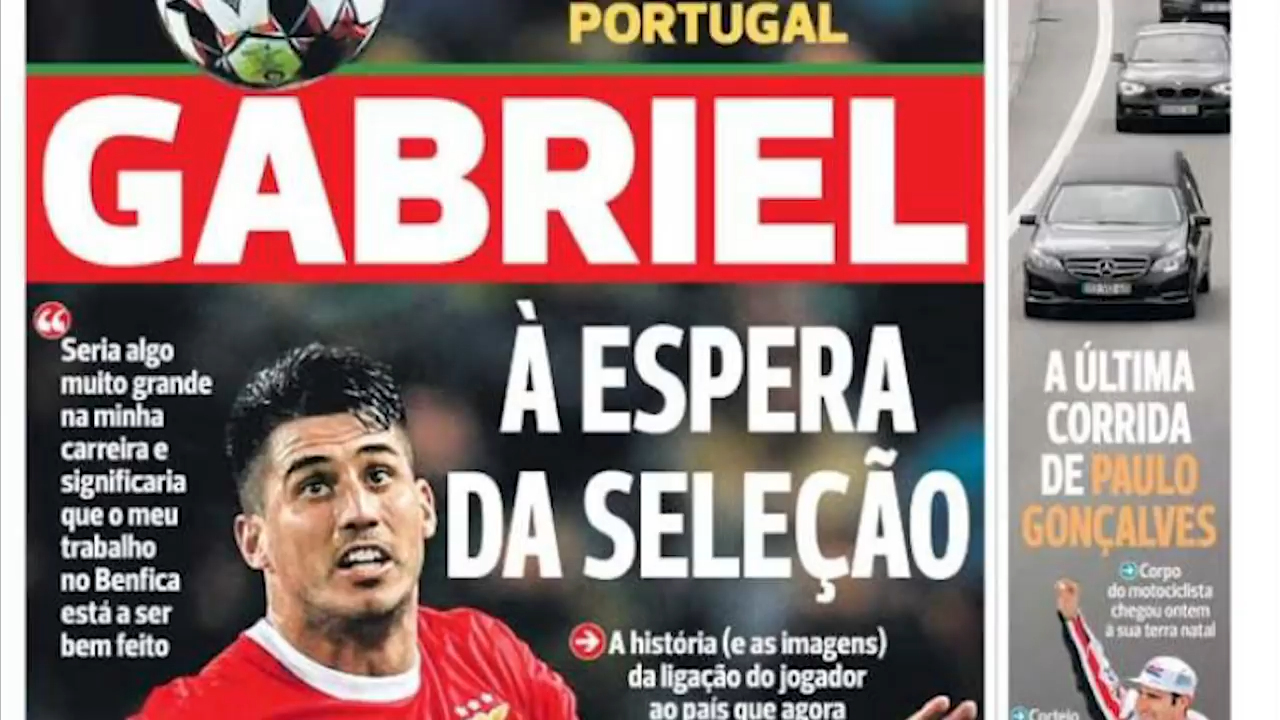 PORTUGAL
GABRIEL
À ESPERA
DA SELEÇÃO
Seria algo
muito grande
na minha
carreira e
significaria
que o meu
trabalho
no Benfica
está a ser
bem feito
A história (e as imagens)
da ligação do jogador
ao país que agora
A ÚLTIMA
CORRIDA
DE PAULO
GONÇALVES
Corpo
do motociclista
chegou ontem
à sua terra natal
Cortejo